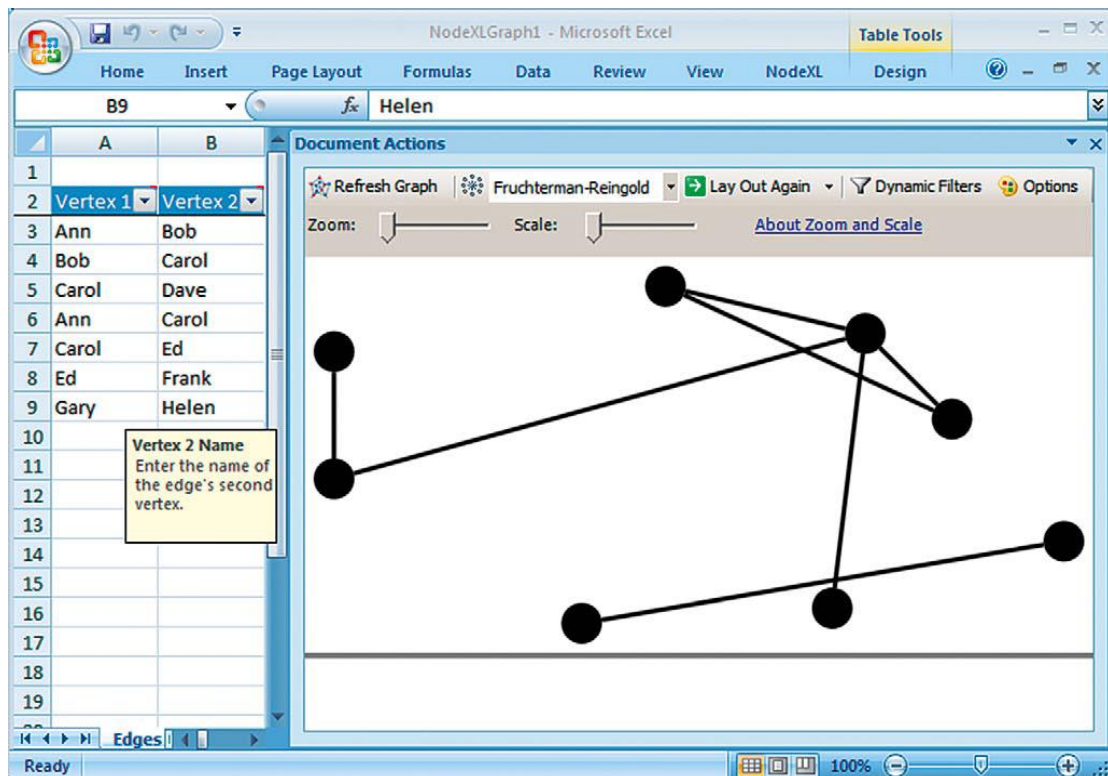 NodeXLGraph1 - Microsoft Excel
Table Tools
Home Insert Page Layout Formulas Data Review View NodeXL Design
B9 fx Helen
A B
Document Actions
Refresh Graph Fruchterman-Reingold Lay Out Again Dynamic Filters Options
Zoom: Scale: About Zoom and Scale
1
2 Vertex 1 Vertex 2
3 Ann Bob
4 Bob Carol
5 Carol Dave
6 Ann Carol
7 Carol Ed
8 Ed Frank
9 Gary Helen
10
11
12
13
14
15
16
17
18
19
Vertex 2 Name
Enter the name of
the edge's second
vertex.
Edges
Ready 100%